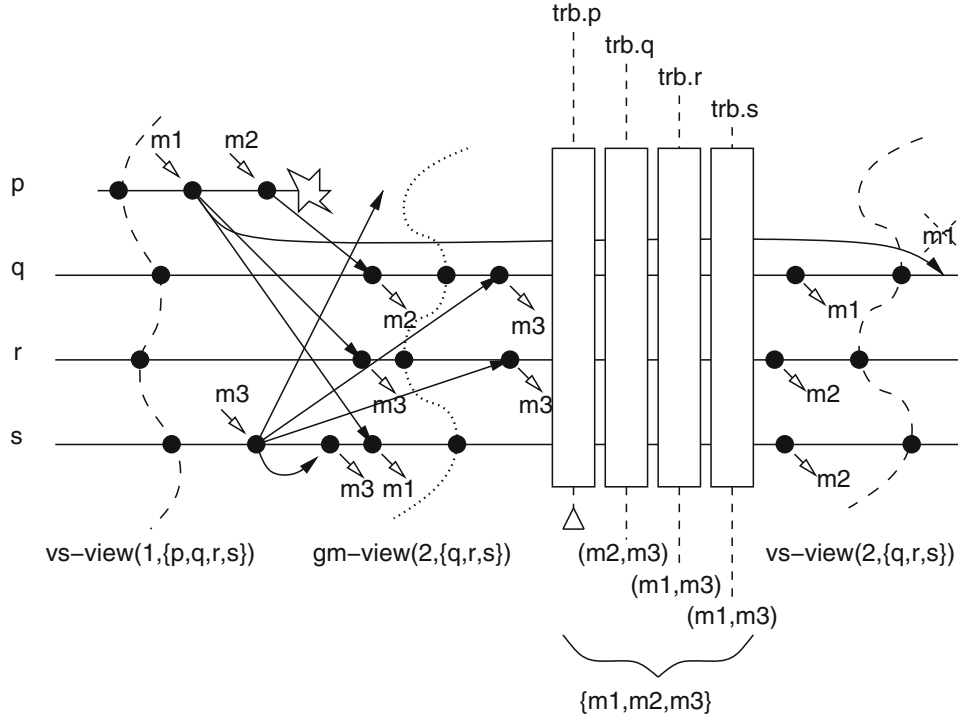 trb.p
trb.q
trb.r
trb.s
m1
m2
p
m1
q
m2
m3
m1
r
m3
m3
m3
m2
s
m3
m1
m2
vs-view(1,{p,q,r,s})
gm-view(2,{q,r,s})
(m2,m3)
vs-view(2,{q,r,s})
(m1,m3)
(m1,m3)
{m1,m2,m3}